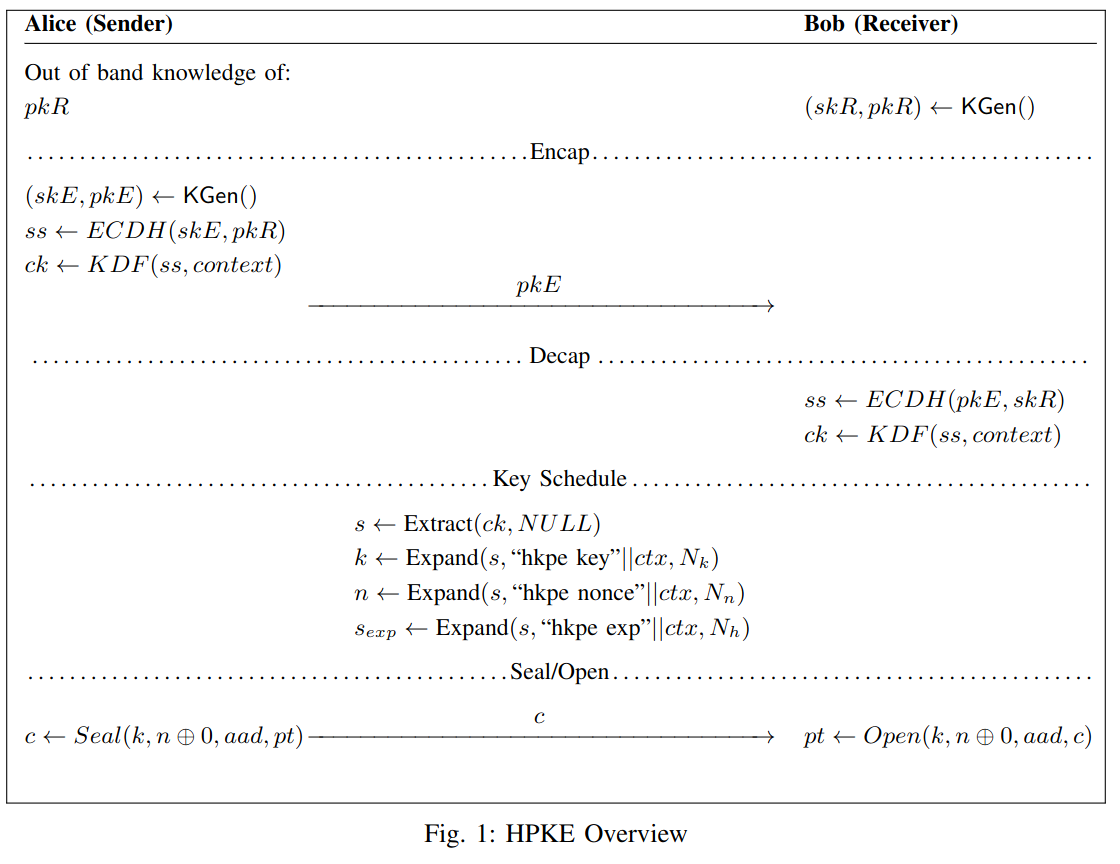 Alice (Sender) Bob (Receiver)
Out of band knowledge of:
pkR (skR, pkR) ← KGen()
Encap
(skE, pkE) ← KGen()
ss ← ECDH(skE, pkR)
ck ← KDF(ss, context)
pkE
Decap
ss ← ECDH(pkE, skR)
ck ← KDF(ss, context)
Key Schedule
s ← Extract(ck, NULL)
k ← Expand(s, “hkpe key”||ctx, N_k)
n ← Expand(s, “hkpe nonce”||ctx, N_n)
s_exp ← Expand(s, “hkpe exp”||ctx, N_h)
Seal/Open
c
c ← Seal(k, n ⊕ 0, aad, pt) pt ← Open(k, n ⊕ 0, aad, c)
Fig. 1: HPKE Overview